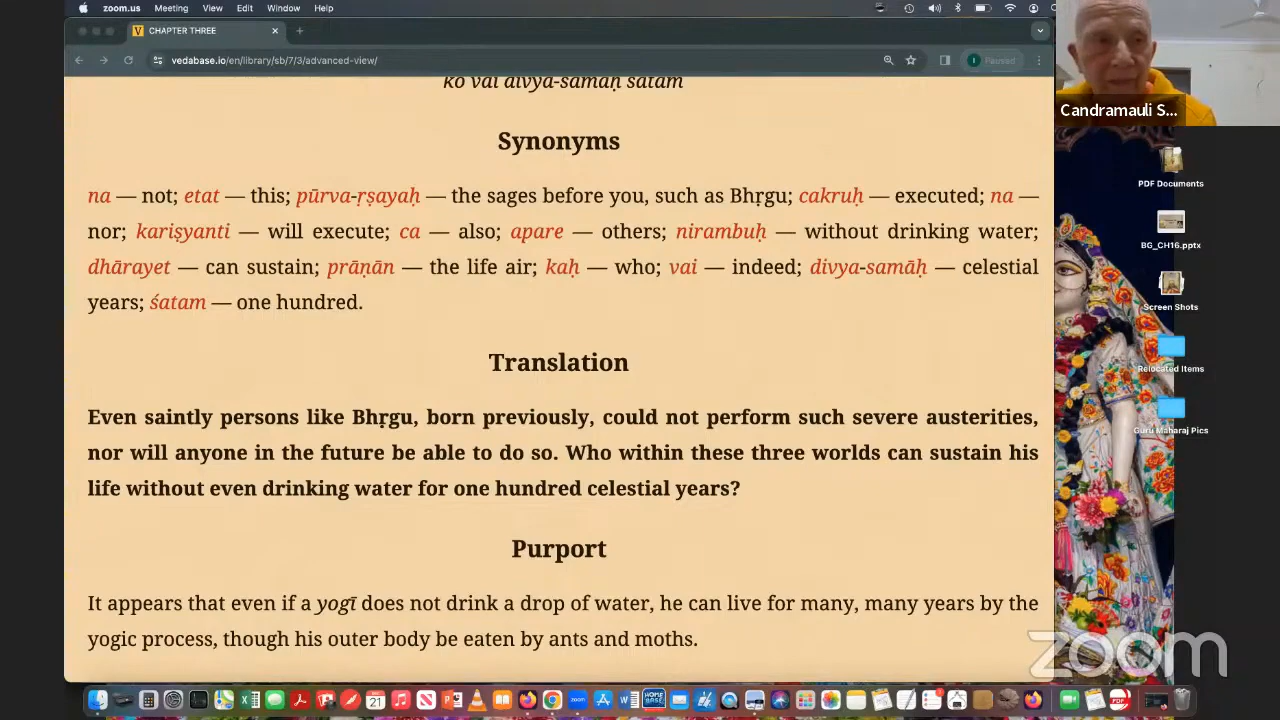 zoom.us Meeting View Edit Window Help
CHAPTER THREE
vedabase.io/en/library/sb/7/3/advanced-view/
Paused
ko vai divya-samāḥ śatam
Synonyms
na — not; etat — this; pūrva-ṛṣayaḥ — the sages before you, such as Bhṛgu; cakruḥ — executed; na —
nor; kariṣyanti — will execute; ca — also; apare — others; nirambuḥ — without drinking water;
dhārayet — can sustain; prāṇān — the life air; kaḥ — who; vai — indeed; divya-samāḥ — celestial
years; śatam — one hundred.
Translation
Even saintly persons like Bhṛgu, born previously, could not perform such severe austerities,
nor will anyone in the future be able to do so. Who within these three worlds can sustain his
life without even drinking water for one hundred celestial years?
Purport
It appears that even if a yogī does not drink a drop of water, he can live for many, many years by the
yogic process, though his outer body be eaten by ants and moths.
Candramauli S...
PDF Documents
BG_CH16.pptx
Screen Shots
Relocated Items
Guru Maharaj Pics
zoom